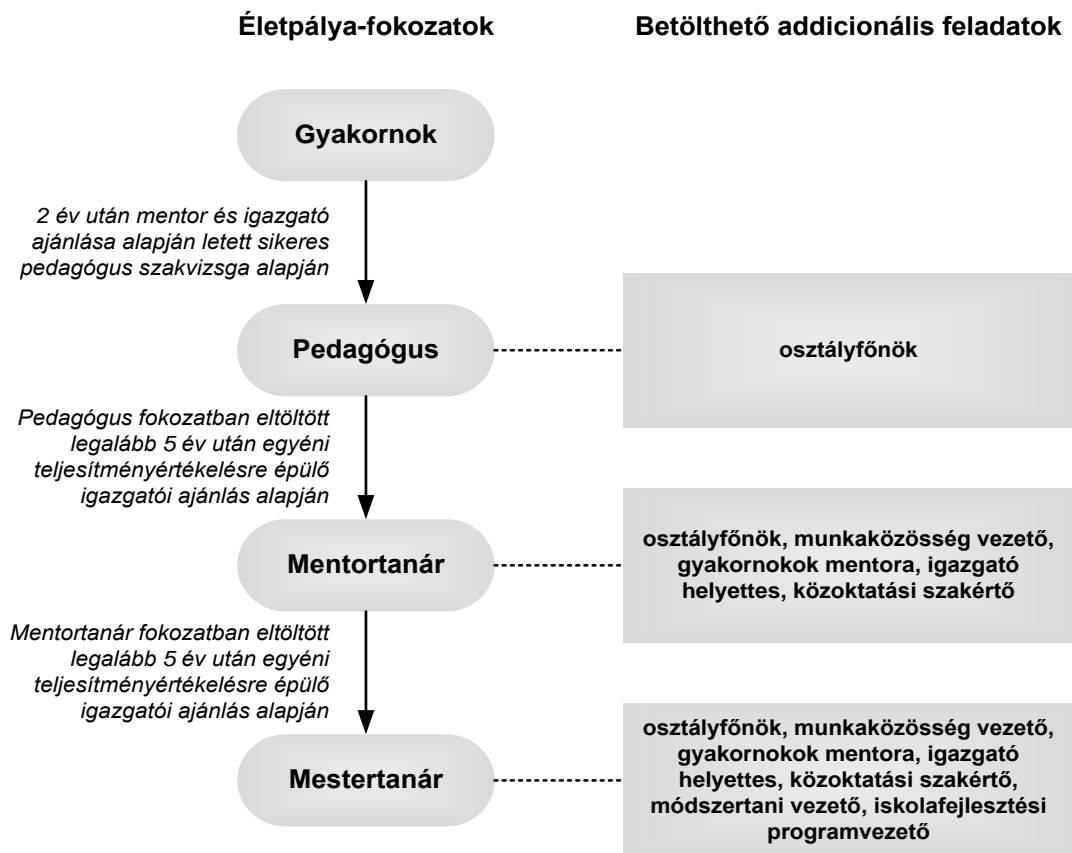 Életpálya-fokozatok
Betölthető addicionális feladatok
Gyakornok
2 év után mentor és igazgató
ajánlása alapján letett sikeres
pedagógus szakvizsga alapján
Pedagógus
osztályfőnök
Pedagógus fokozatban eltöltött
legalább 5 év után egyéni
teljesítményértékelésre épülő
igazgatói ajánlás alapján
Mentortanár
osztályfőnök, munkaközösség vezető,
gyakornokok mentora, igazgató
helyettes, közoktatási szakértő
Mentortanár fokozatban eltöltött
legalább 5 év után egyéni
teljesítményértékelésre épülő
igazgatói ajánlás alapján
Mestertanár
osztályfőnök, munkaközösség vezető,
gyakornokok mentora, igazgató
helyettes, közoktatási szakértő,
módszertani vezető, iskolafejlesztési
programvezető